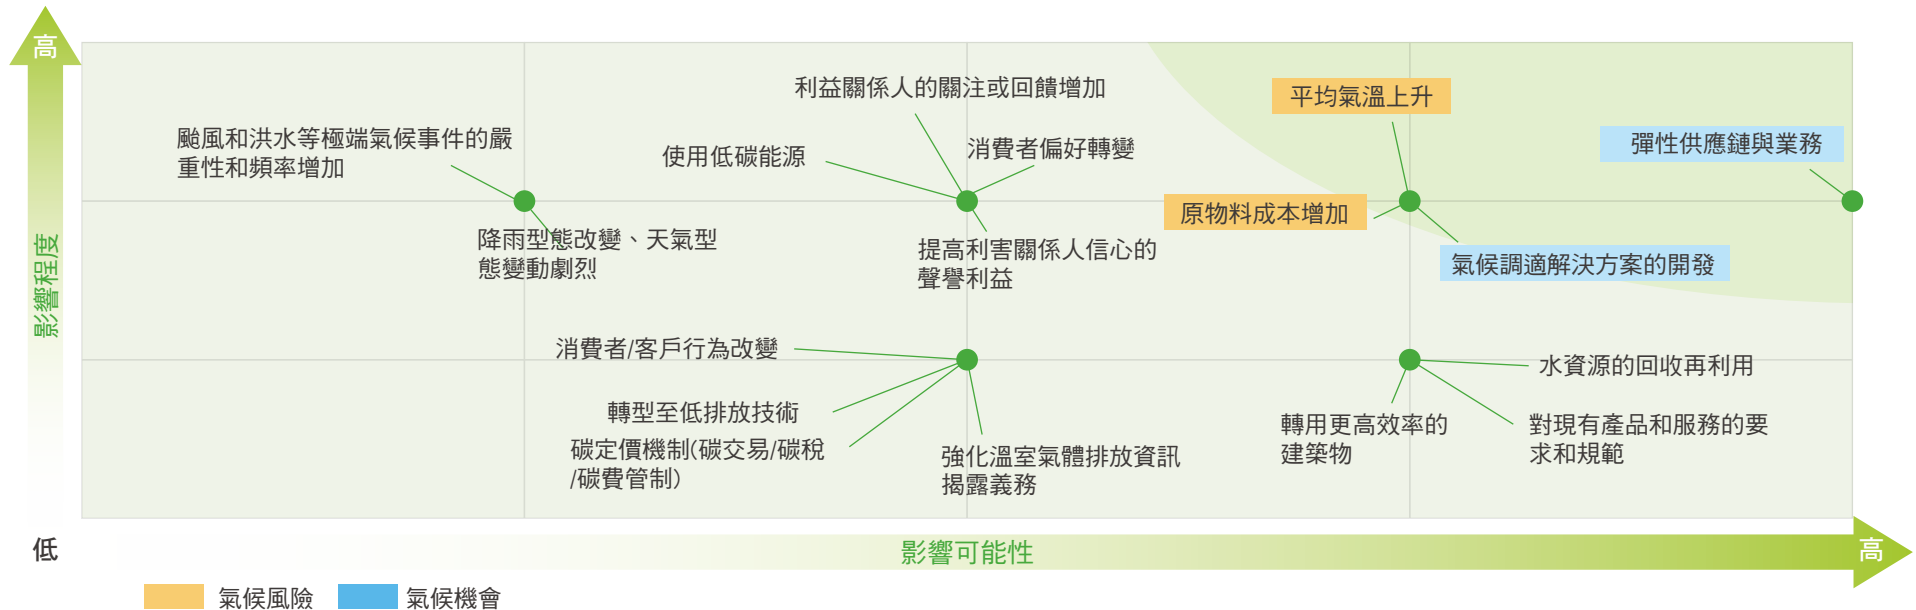 高
利益關係人的關注或回饋增加
平均氣溫上升
颱風和洪水等極端氣候事件的嚴
重性和頻率增加
使用低碳能源
消費者偏好轉變
彈性供應鏈與業務
原物料成本增加
降雨型態改變、天氣型
態變動劇烈
提高利害關係人信心的
聲譽利益
氣候調適解決方案的開發
影響程度
消費者/客戶行為改變
水資源的回收再利用
轉型至低排放技術
碳定價機制(碳交易/碳稅
/碳費管制)
強化溫室氣體排放資訊
揭露義務
轉用更高效率的
建築物
對現有產品和服務的要
求和規範
低
影響可能性
高
氣候風險
氣候機會